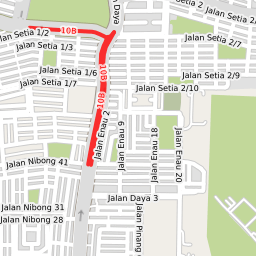 Daya
Setia 2
Jalan Setia 1/2
10B
Jalan Setia 1/3
Jalan Setia 2/7
Jalan Setia 1/6
10B
Jalan Setia 2/9
Jalan Setia 1/7
10B
Jalan Setia 2/10
Jalan Enau 2
Jalan Enau 9
Jalan Enau 18
Jalan Enau 20
Jalan Nibong 41
Jalan Daya 3
Jalan Nibong 31
Jalan Nibong 28
Jalan Pinang